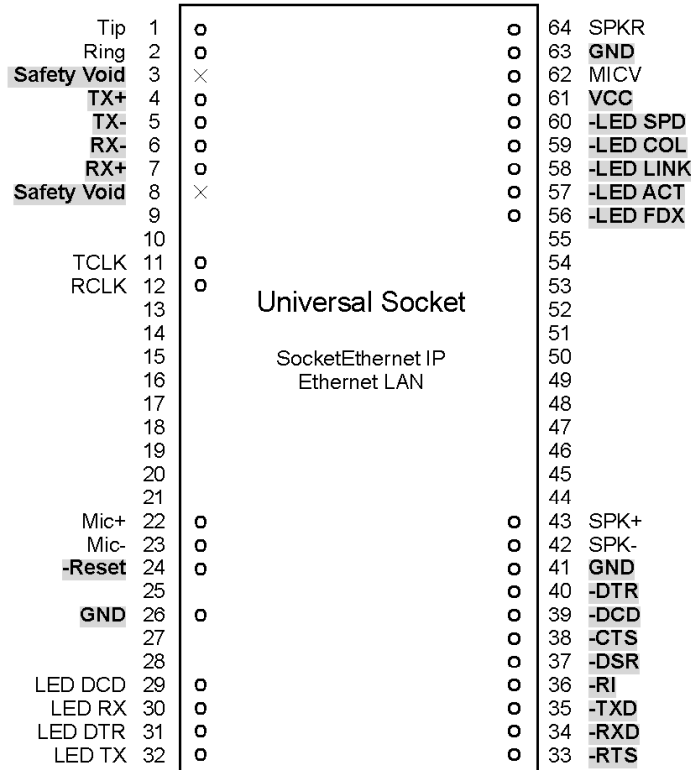 Tip 1 64 SPKR
Ring 2 63 GND
Safety Void 3 62 MICV
TX+ 4 61 VCC
TX- 5 60 -LED SPD
RX- 6 59 -LED COL
RX+ 7 58 -LED LINK
Safety Void 8 57 -LED ACT
9 56 -LED FDX
10 55
TCLK 11 54
RCLK 12 53
Universal Socket
13 52
14 51
15 SocketEthernet IP 50
16 Ethernet LAN 49
17 48
18 47
19 46
20 45
21 44
Mic+ 22 43 SPK+
Mic- 23 42 SPK-
-Reset 24 41 GND
25 40 -DTR
GND 26 39 -DCD
27 38 -CTS
28 37 -DSR
LED DCD 29 36 -RI
LED RX 30 35 -TXD
LED DTR 31 34 -RXD
LED TX 32 33 -RTS